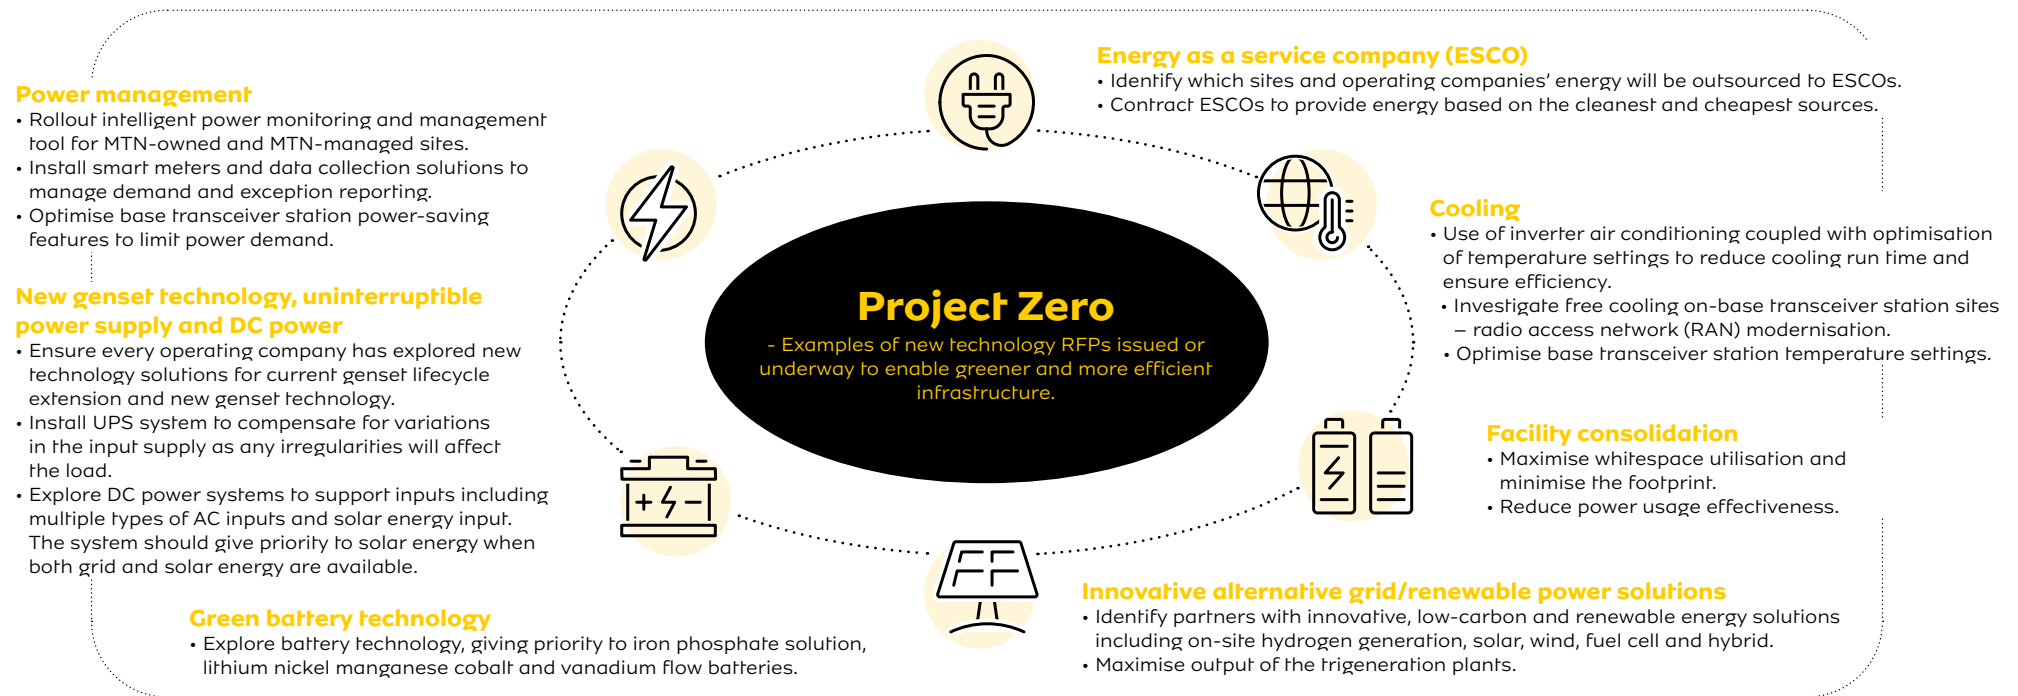 Energy as a service company (ESCO)
• Identify which sites and operating companies' energy will be outsourced to ESCOs.
• Contract ESCOs to provide energy based on the cleanest and cheapest sources.
Power management
• Rollout intelligent power monitoring and management
tool for MTN-owned and MTN-managed sites.
• Install smart meters and data collection solutions to
manage demand and exception reporting.
• Optimise base transceiver station power-saving
features to limit power demand.
Cooling
• Use of inverter air conditioning coupled with optimisation
of temperature settings to reduce cooling run time and
ensure efficiency.
• Investigate free cooling on-base transceiver station sites
– radio access network (RAN) modernisation.
• Optimise base transceiver station temperature settings.
Project Zero
- Examples of new technology RFPs issued or
underway to enable greener and more efficient
infrastructure.
New genset technology, uninterruptible
power supply and DC power
• Ensure every operating company has explored new
technology solutions for current genset lifecycle
extension and new genset technology.
• Install UPS system to compensate for variations
in the input supply as any irregularities will affect
the load.
• Explore DC power systems to support inputs including
multiple types of AC inputs and solar energy input.
The system should give priority to solar energy when
both grid and solar energy are available.
Facility consolidation
• Maximise whitespace utilisation and
minimise the footprint.
• Reduce power usage effectiveness.
Green battery technology
• Explore battery technology, giving priority to iron phosphate solution,
lithium nickel manganese cobalt and vanadium flow batteries.
Innovative alternative grid/renewable power solutions
• Identify partners with innovative, low-carbon and renewable energy solutions
including on-site hydrogen generation, solar, wind, fuel cell and hybrid.
• Maximise output of the trigeneration plants.